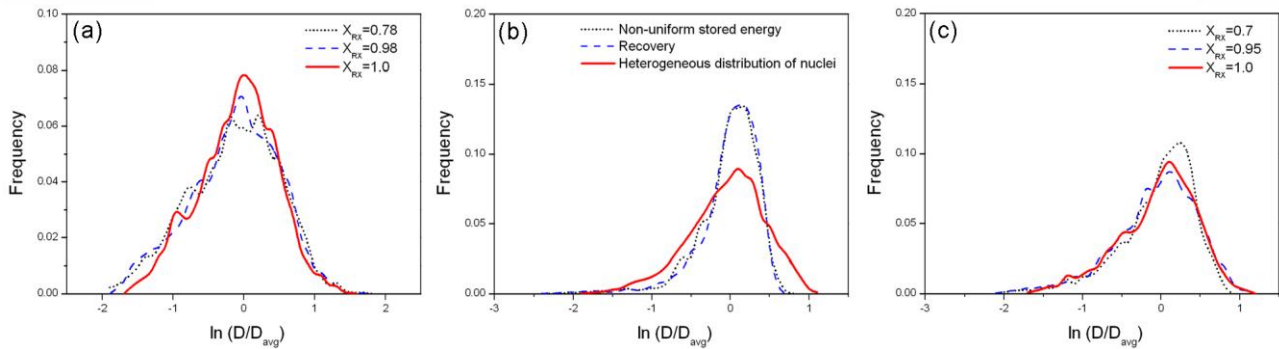 (a)
X_RX=0.78
X_RX=0.98
X_RX=1.0
0.10
0.08
0.06
0.04
0.02
0.00
Frequency
-2
-1
0
1
2
ln (D/D_avg)
(b)
Non-uniform stored energy
Recovery
Heterogeneous distribution of nuclei
0.20
0.15
0.10
0.05
0.00
Frequency
-3
-2
-1
0
1
ln (D/D_avg)
(c)
X_RX=0.7
X_RX=0.95
X_RX=1.0
0.20
0.15
0.10
0.05
0.00
Frequency
-3
-2
-1
0
1
ln (D/D_avg)